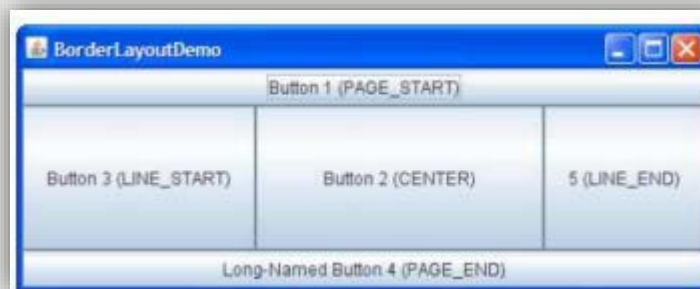 BorderLayoutDemo
Button 1 (PAGE_START)
Button 3 (LINE_START)
Button 2 (CENTER)
5 (LINE_END)
Long-Named Button 4 (PAGE_END)